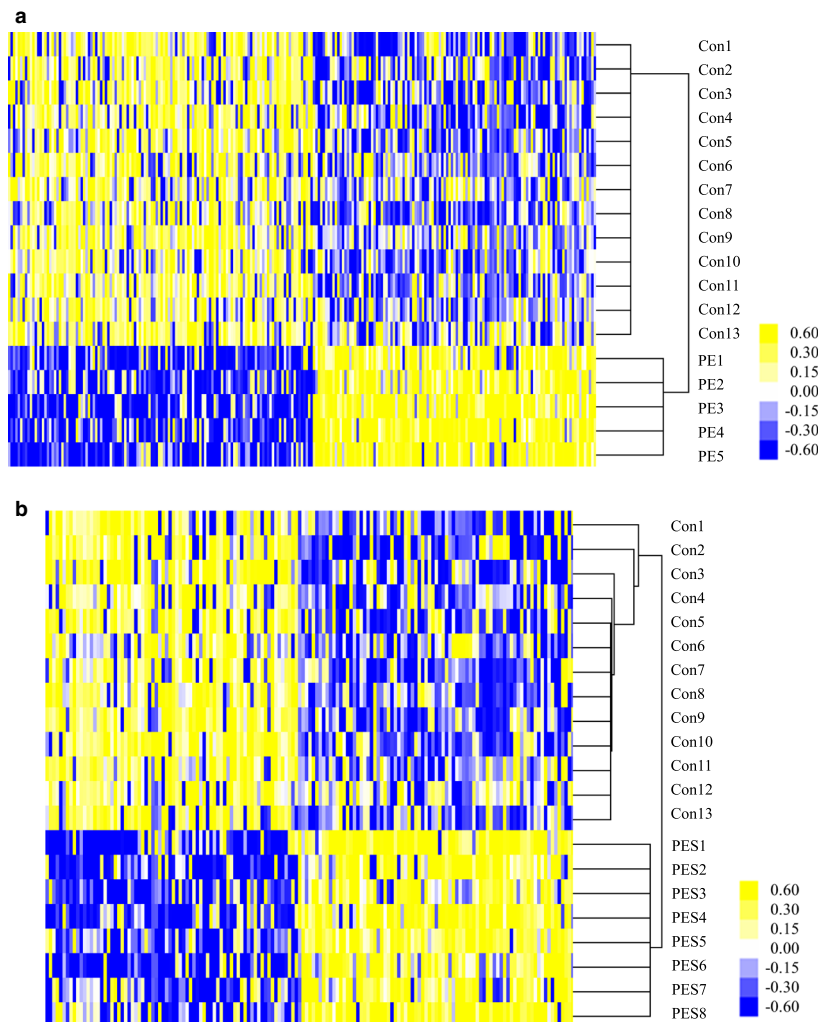 a
Con1
Con2
Con3
Con4
Con5
Con6
Con7
Con8
Con9
Con10
Con11
Con12
Con13
PE1
PE2
PE3
PE4
PE5
0.60
0.30
0.15
0.00
-0.15
-0.30
-0.60
b
Con1
Con2
Con3
Con4
Con5
Con6
Con7
Con8
Con9
Con10
Con11
Con12
Con13
PES1
PES2
PES3
PES4
PES5
PES6
PES7
PES8
0.60
0.30
0.15
0.00
-0.15
-0.30
-0.60